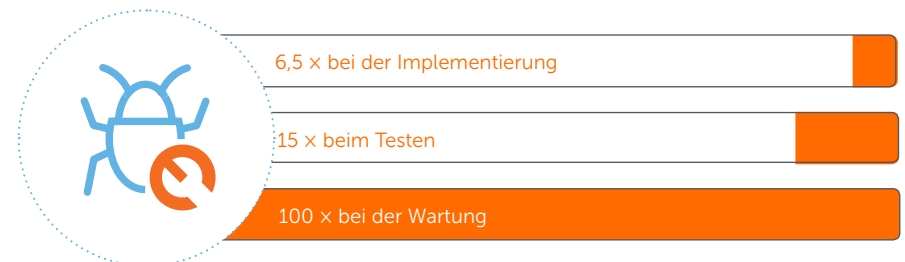 6,5 × bei der Implementierung
15 × beim Testen
100 × bei der Wartung